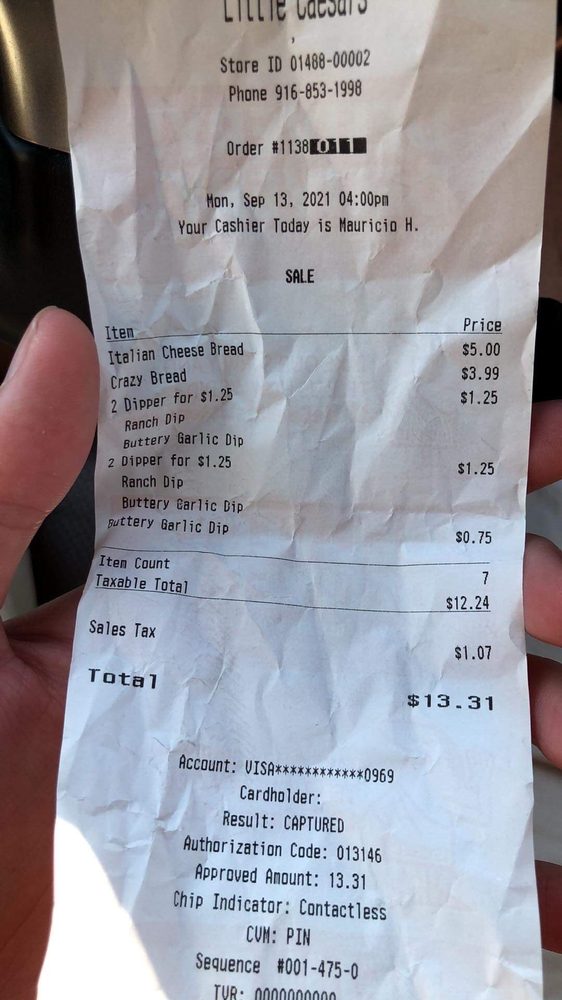 Little Caesars
Store ID 01488-00002
Phone 916-853-1998
Order #1138011
Mon, Sep 13, 2021 04:00pm
Your Cashier Today is Mauricio H.
SALE
Item Price
Italian Cheese Bread $5.00
Crazy Bread $3.99
2 Dipper for $1.25 $1.25
Ranch Dip
Buttery Garlic Dip
2 Dipper for $1.25 $1.25
Ranch Dip
Buttery Garlic Dip
Buttery Garlic Dip $0.75
Item Count 7
Taxable Total $12.24
Sales Tax $1.07
Total $13.31
Account: VISA************0969
Cardholder:
Result: CAPTURED
Authorization Code: 013146
Approved Amount: 13.31
Chip Indicator: Contactless
CVM: PIN
Sequence #001-475-0
TVR: 0000000000